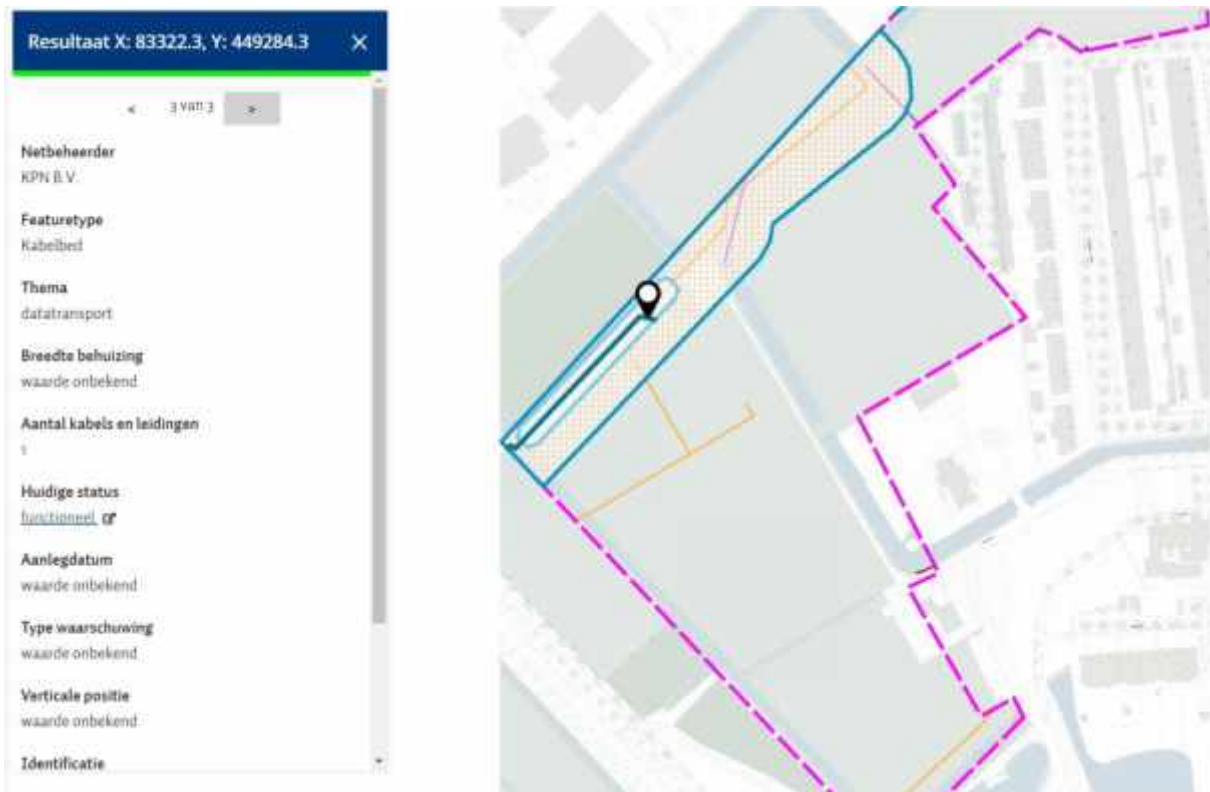 Resultaat X: 83322.3, Y: 449284.3 ×
« 3 van 3 »
Netbeheerder
KPN B.V.
Featuretype
Kabelbed
Thema
datatransport
Breedte behuizing
waarde onbekend
Aantal kabels en leidingen
1
Huidige status
functioneel
Aanlegdatum
waarde onbekend
Type waarschuwing
waarde onbekend
Verticale positie
waarde onbekend
Identificatie